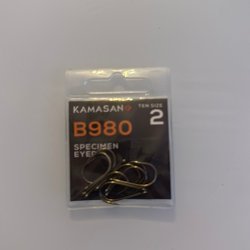 KAMASAN
TEN SIZE
2
B980
SPECIMEN
EYED